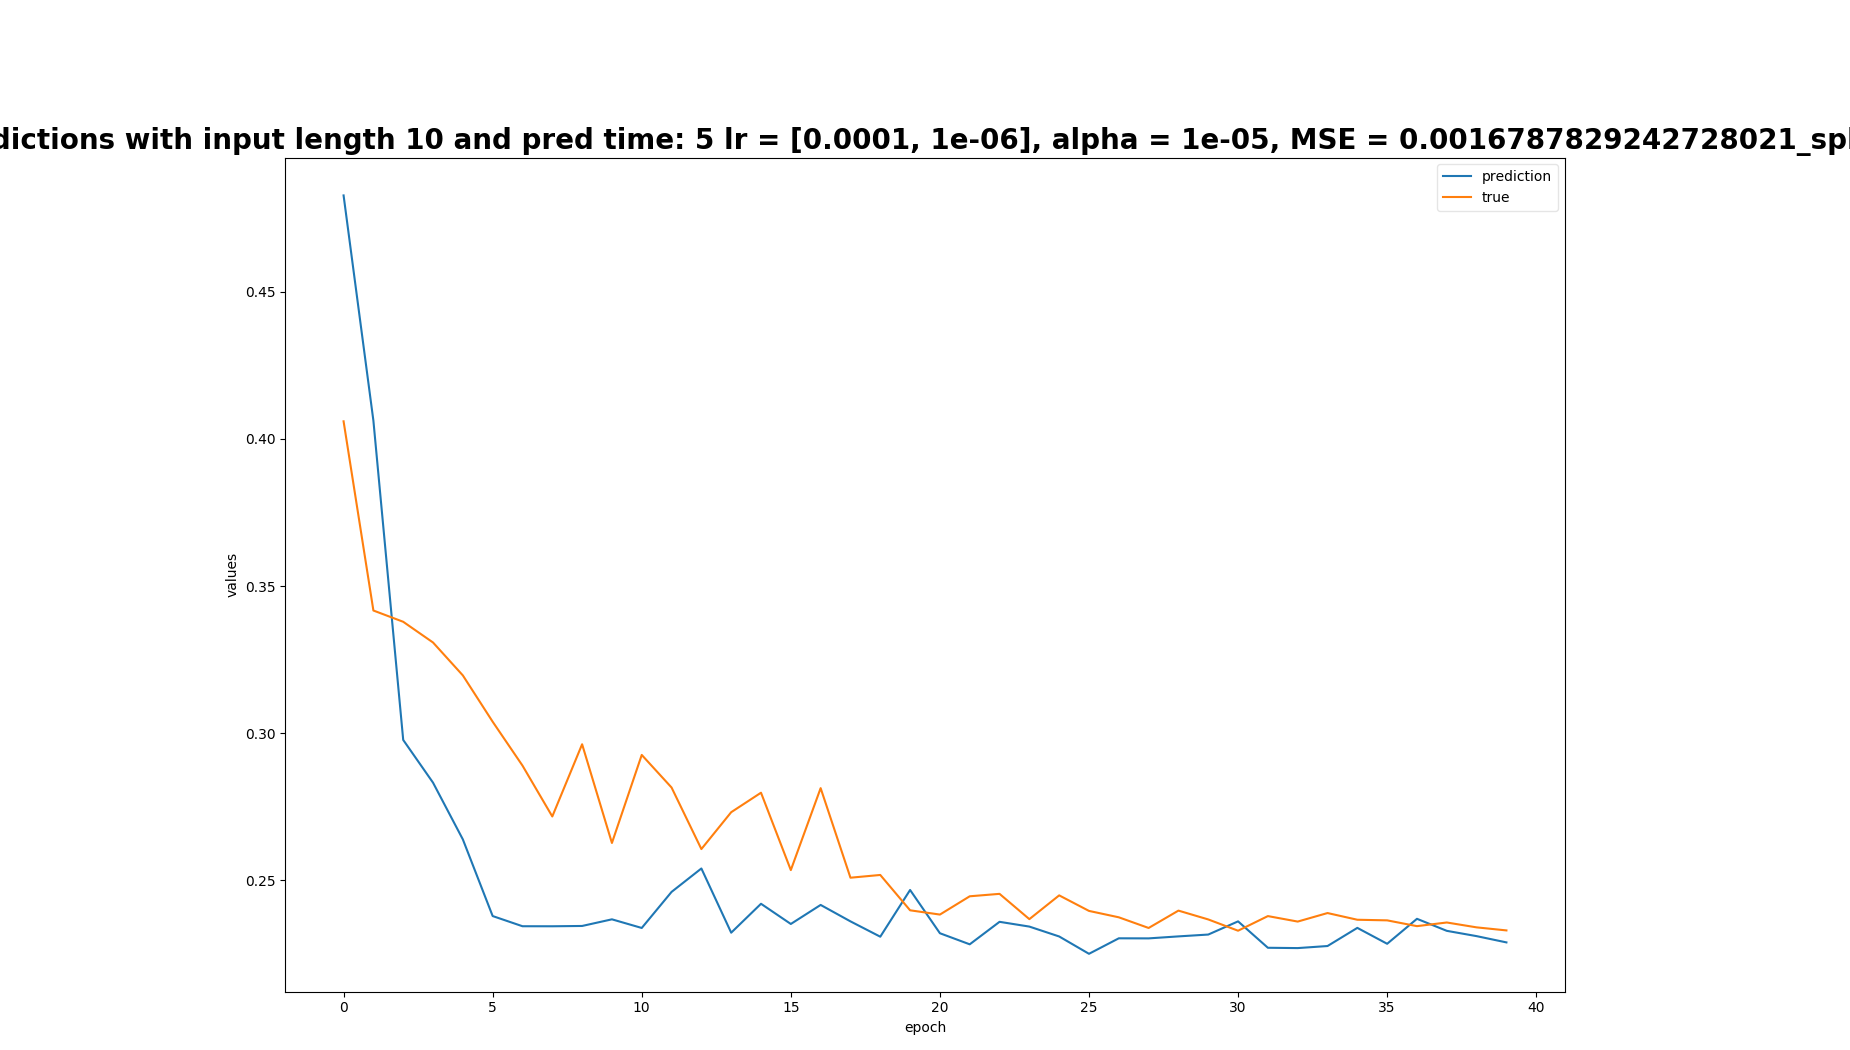 dictions with input length 10 and pred time: 5 lr = [0.0001, 1e-06], alpha = 1e-05, MSE = 0.0016787829242728021_spl
prediction
true
0.45
0.40
0.35
0.30
0.25
values
0 5 10 15 20 25 30 35 40
epoch